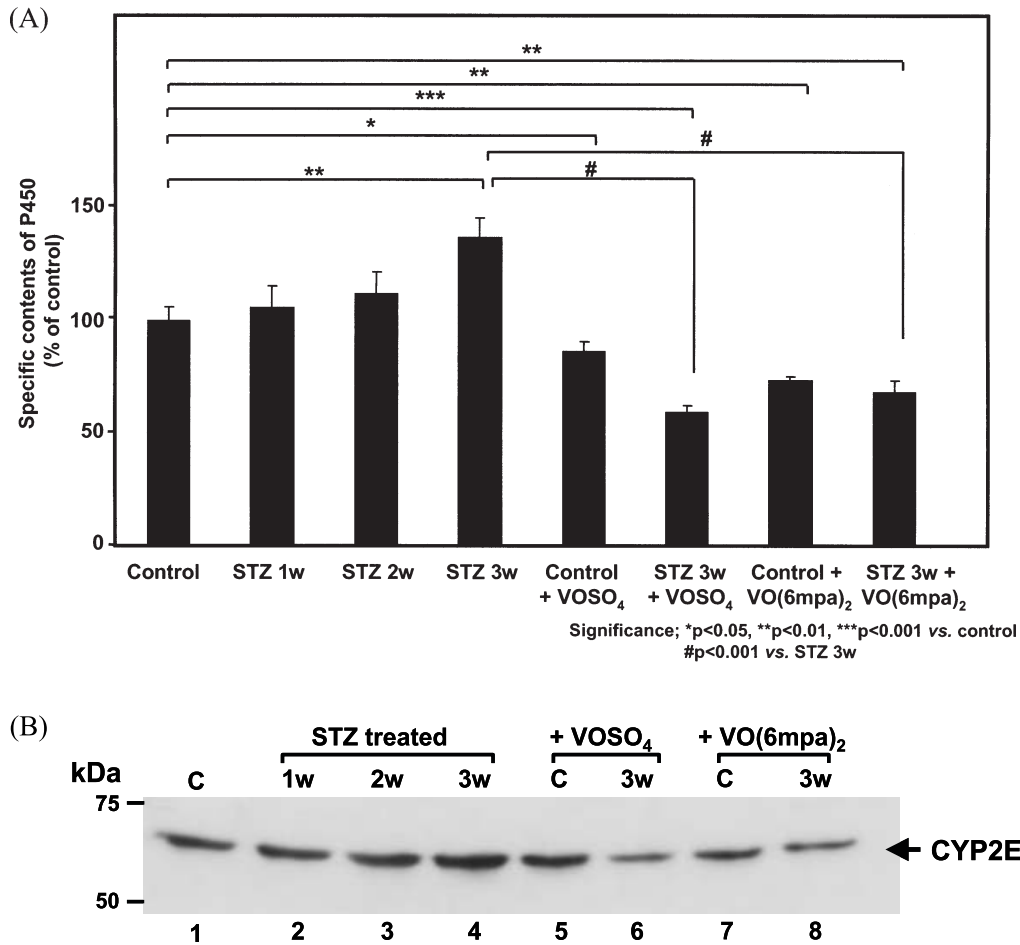 (A)
**
**
***
*
#
**
#
Specific contents of P450
(% of control)
150
100
50
0
Control
STZ 1w
STZ 2w
STZ 3w
Control
+ VOSO₄
STZ 3w
+ VOSO₄
Control +
VO(6mpa)₂
STZ 3w +
VO(6mpa)₂
Significance; *p<0.05, **p<0.01, ***p<0.001 vs. control
#p<0.001 vs. STZ 3w
(B)
STZ treated
+ VOSO₄
+ VO(6mpa)₂
kDa
C
1w
2w
3w
C
3w
C
3w
75
CYP2E
50
1 2 3 4 5 6 7 8